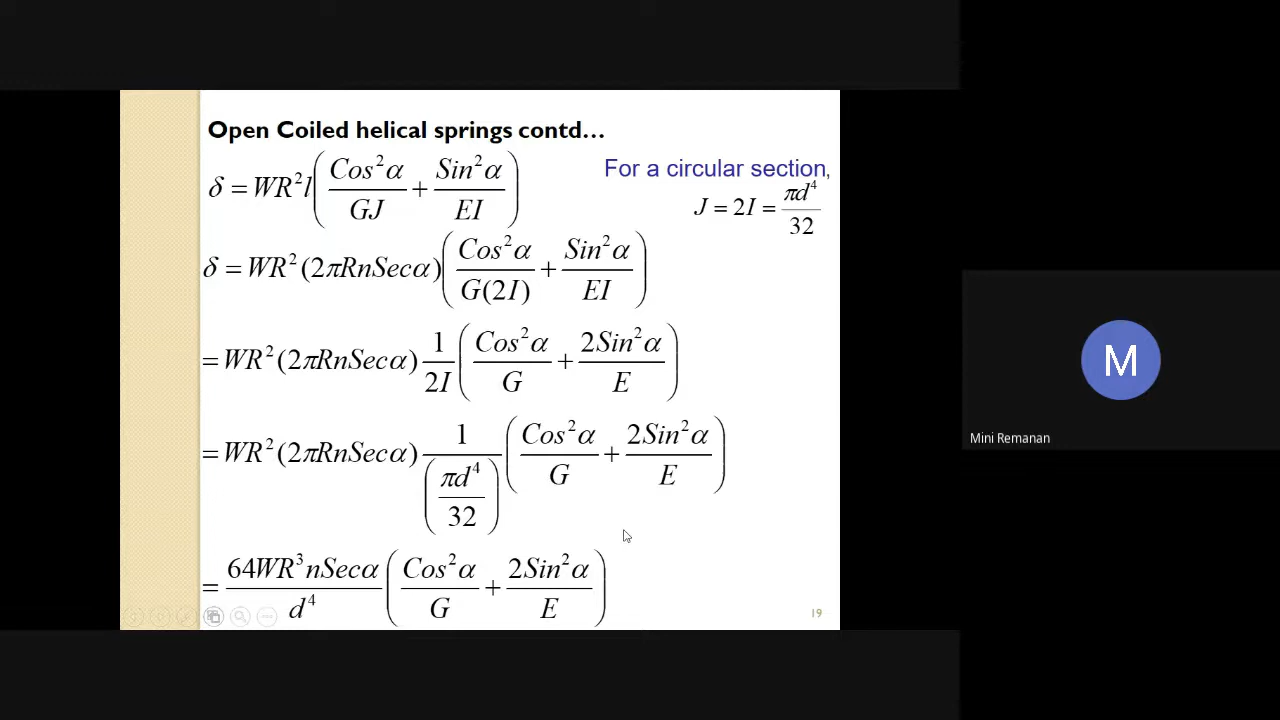 Open Coiled helical springs contd...
δ = WR²l(Cos²α/GJ + Sin²α/EI)
For a circular section,
J = 2I = πd⁴/32
δ = WR²(2πRnSecα)(Cos²α/G(2I) + Sin²α/EI)
= WR²(2πRnSecα) 1/2I (Cos²α/G + 2Sin²α/E)
= WR²(2πRnSecα) 1/(πd⁴/32) (Cos²α/G + 2Sin²α/E)
= 64WR³nSecα/d⁴ (Cos²α/G + 2Sin²α/E)
19
M
Mini Remanan